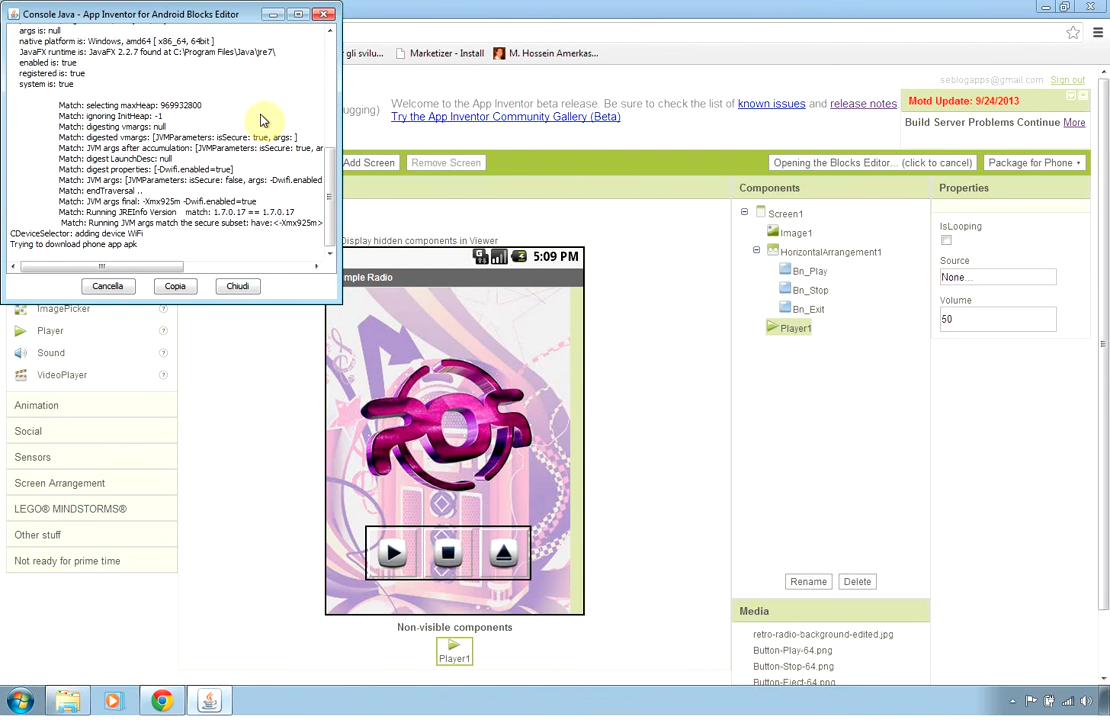 Console Java - App Inventor for Android Blocks Editor
args is: null
native platform is: Windows, amd64 [ x86_64, 64bit ]
JavaFX runtime is: JavaFX 2.2.7 found at C:\Program Files\Java\jre7\
enabled is: true
registered is: true
system is: true
Match: selecting maxHeap: 969932800
Match: ignoring InitHeap: -1
Match: digesting vmargs: null
Match: digested vmargs: [JVMParameters: isSecure: true, args: ]
Match: JVM args after accumulation: [JVMParameters: isSecure: true, ar
Match: digest LaunchDesc: null
Match: digest properties: [-Dwifi.enabled=true]
Match: JVM args: [JVMParameters: isSecure: false, args: -Dwifi.enabled
Match: endTraversal ..
Match: JVM args final: -Xmx925m -Dwifi.enabled=true
Match: Running JREInfo Version    match: 1.7.0.17 == 1.7.0.17
Match: Running JVM args match the secure subset: have:<-Xmx925m>
CDeviceSelector: adding device WiFi
Trying to download phone app apk
Cancella
Copia
Chiudi
gli svilu...
Marketizer - Install
M. Hossein Amerkas...
seblogapps@gmail.com Sign out
ugging)
Welcome to the App Inventor beta release. Be sure to check the list of known issues and release notes
Try the App Inventor Community Gallery (Beta)
Motd Update: 9/24/2013
Build Server Problems Continue More
Add Screen
Remove Screen
Opening the Blocks Editor... (click to cancel)
Package for Phone
ImagePicker
Player
Sound
VideoPlayer
Animation
Social
Sensors
Screen Arrangement
LEGO® MINDSTORMS®
Other stuff
Not ready for prime time
Display hidden components in Viewer
5:09 PM
mple Radio
Non-visible components
Player1
Components
Screen1
Image1
HorizontalArrangement1
Bn_Play
Bn_Stop
Bn_Exit
Player1
Rename
Delete
Media
retro-radio-background-edited.jpg
Button-Play-64.png
Button-Stop-64.png
Button-Eject-64.png
Properties
IsLooping
Source
None...
Volume
50